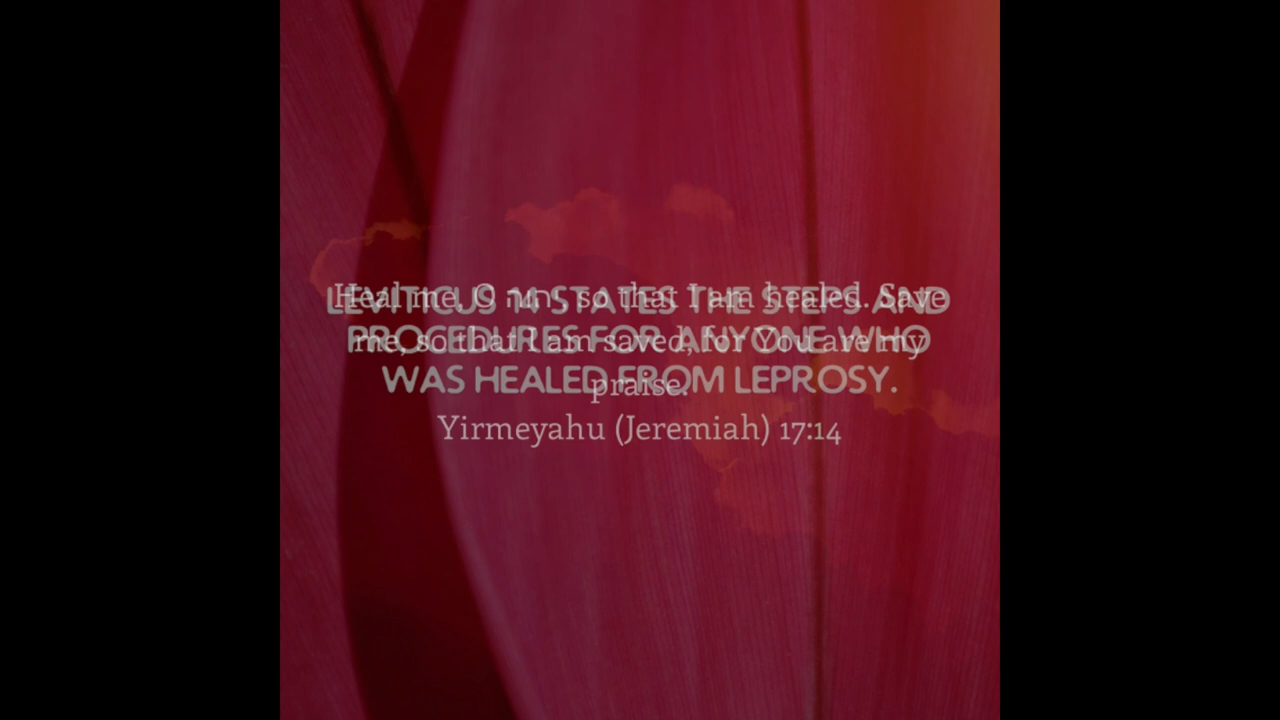 Heal me, O יהוה, so that I am healed. Save
me, so that I am saved, for You are my
praise.
Yirmeyahu (Jeremiah) 17:14
LEVITICUS 14 STATES THE STEPS AND
PROCEDURES FOR ANYONE WHO
WAS HEALED FROM LEPROSY.